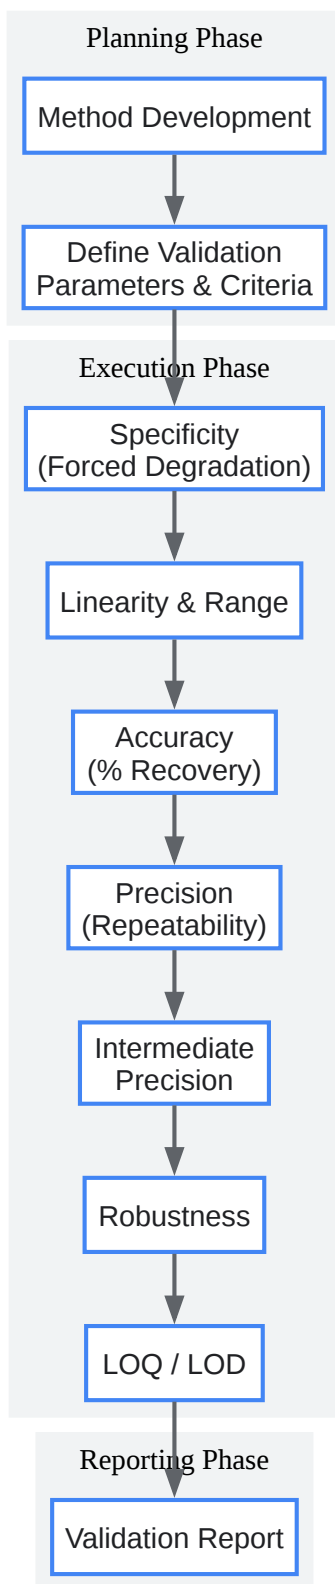 Planning Phase
Method Development
Define Validation
Parameters & Criteria
Execution Phase
Specificity
(Forced Degradation)
Linearity & Range
Accuracy
(% Recovery)
Precision
(Repeatability)
Intermediate
Precision
Robustness
LOQ / LOD
Reporting Phase
Validation Report